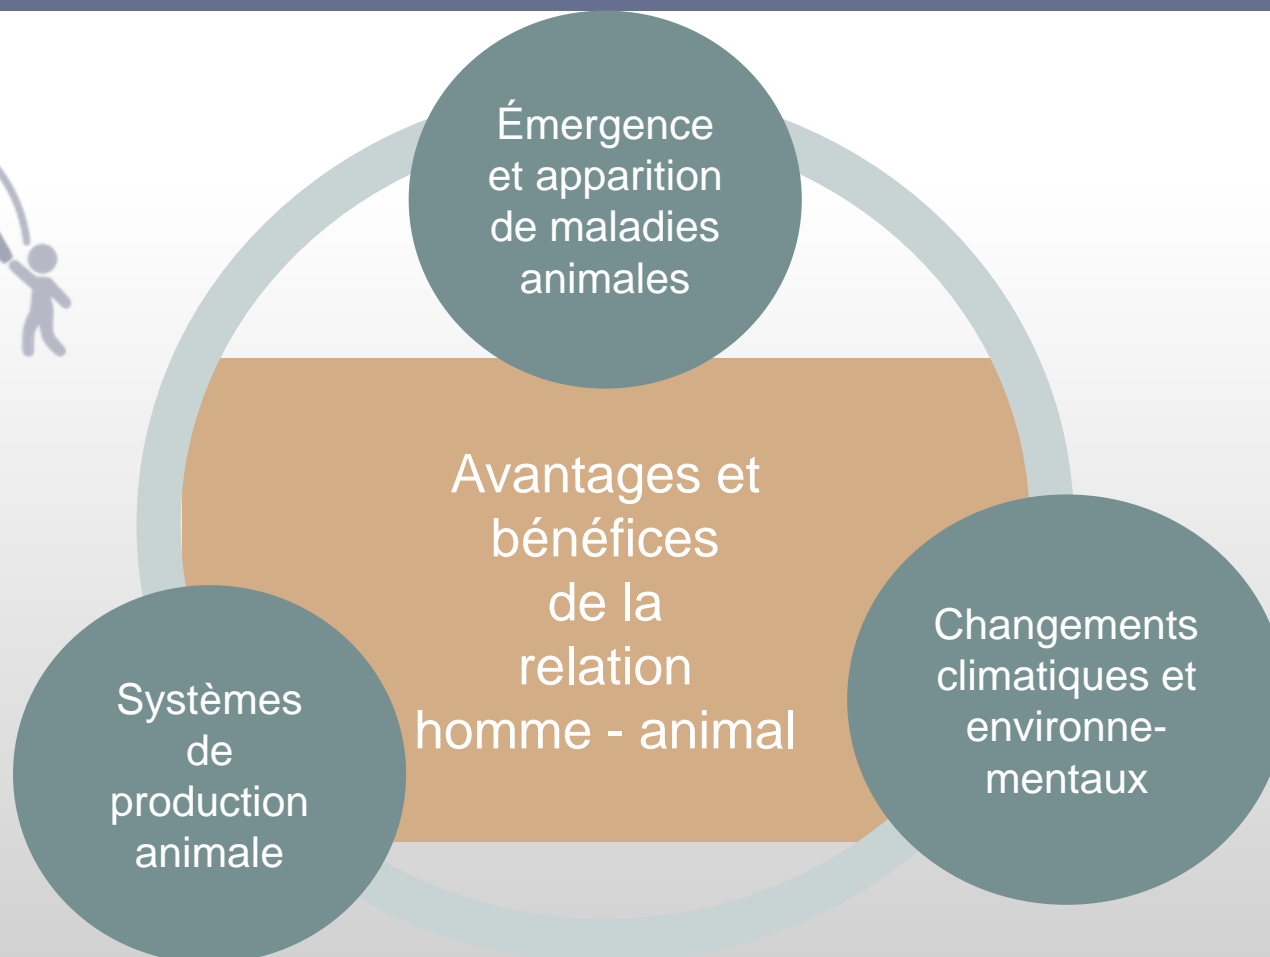 Émergence
et apparition
de maladies
animales
Avantages et
bénéfices
de la
relation
homme - animal
Changements
climatiques et
environne-
mentaux
Systèmes
de
production
animale